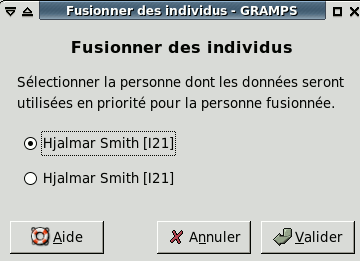 Fusionner des individus - GRAMPS
Fusionner des individus
Sélectionner la personne dont les données seront
utilisées en priorité pour la personne fusionnée.
Hjalmar Smith [I21]
Hjalmar Smith [I21]
Aide
Annuler
Valider